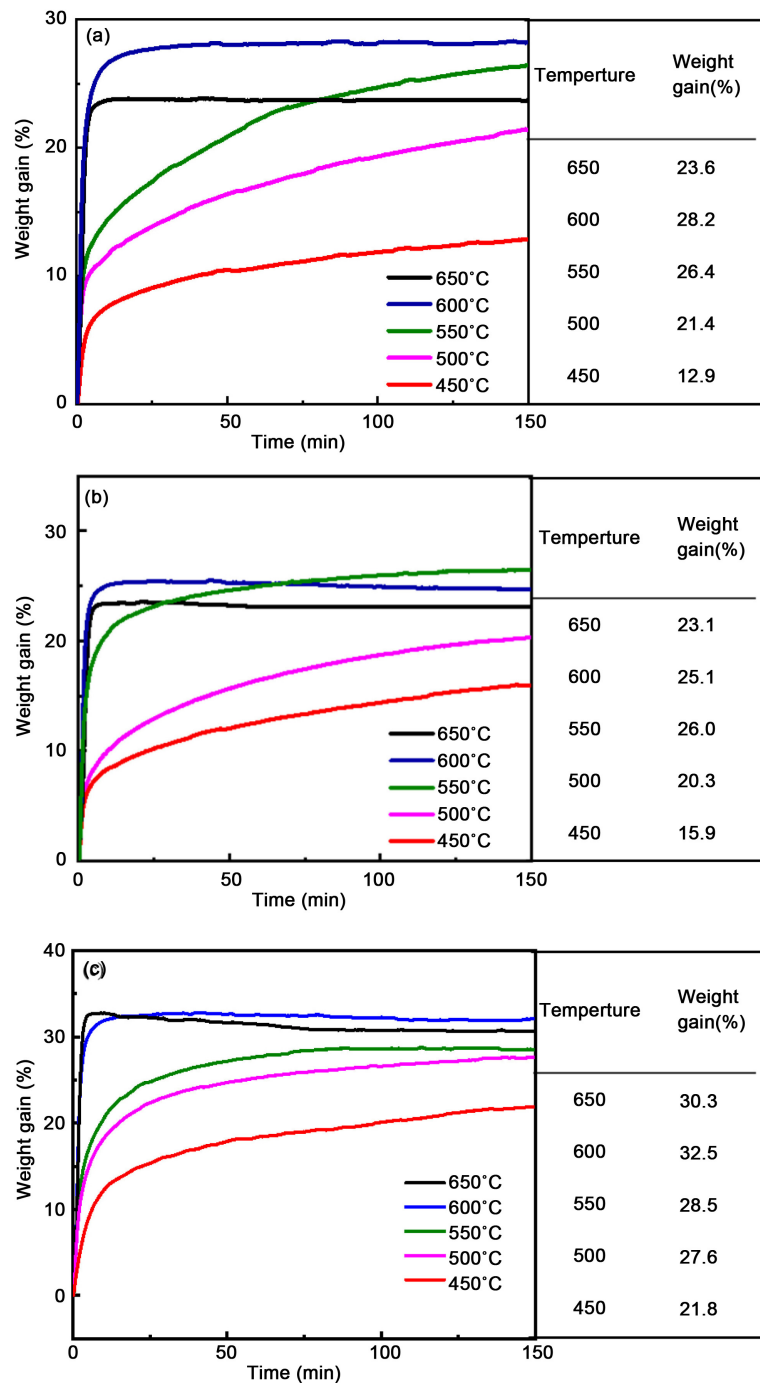 (a)
30
20
10
0
Weight gain (%)
650°C
600°C
550°C
500°C
450°C
0 50 100 150
Time (min)
Temperture Weight gain(%)
650 23.6
600 28.2
550 26.4
500 21.4
450 12.9
(b)
30
20
10
0
Weight gain (%)
650°C
600°C
550°C
500°C
450°C
0 50 100 150
Time (min)
Temperture Weight gain(%)
650 23.1
600 25.1
550 26.0
500 20.3
450 15.9
(c)
40
30
20
10
0
Weight gain (%)
650°C
600°C
550°C
500°C
450°C
0 50 100 150
Time (min)
Temperture Weight gain(%)
650 30.3
600 32.5
550 28.5
500 27.6
450 21.8